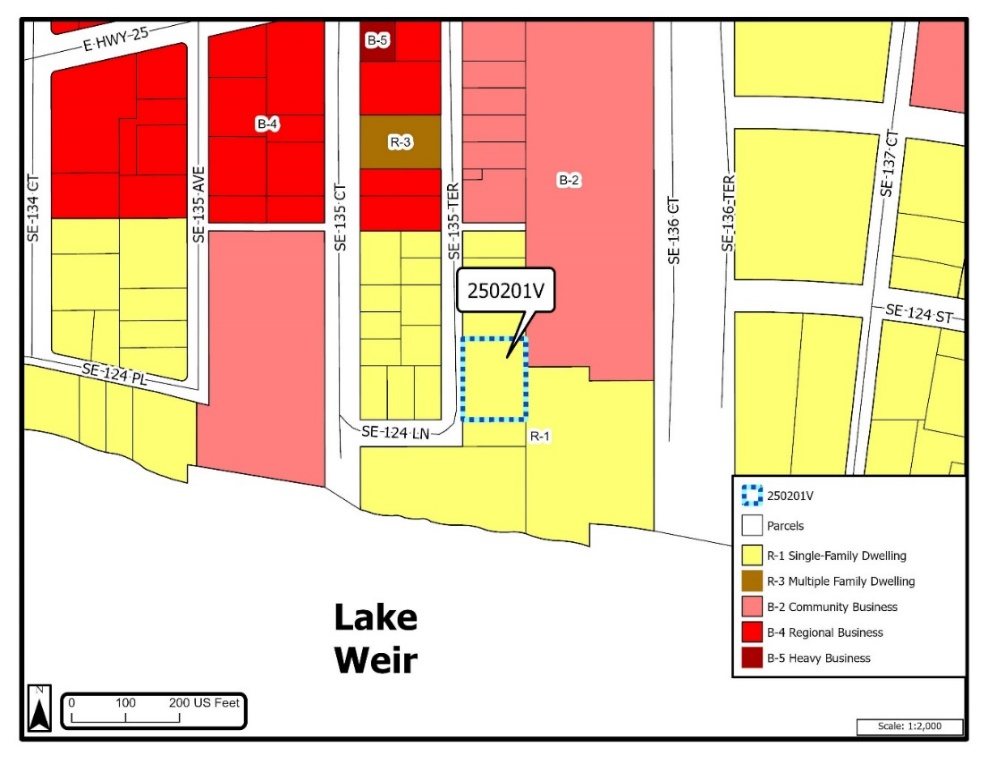 E HWY 25
B-5
B-4
R-3
B-2
SE 134 CT
SE 135 AVE
SE 135 CT
SE 135 TER
SE 136 CT
SE 136 TER
SE 137 CT
250201V
SE 124 ST
SE 124 PL
SE 124 LN
R-1
250201V
Parcels
R-1 Single-Family Dwelling
R-3 Multiple Family Dwelling
B-2 Community Business
B-4 Regional Business
B-5 Heavy Business
Lake
Weir
N
0 100 200 US Feet
Scale: 1:2,000